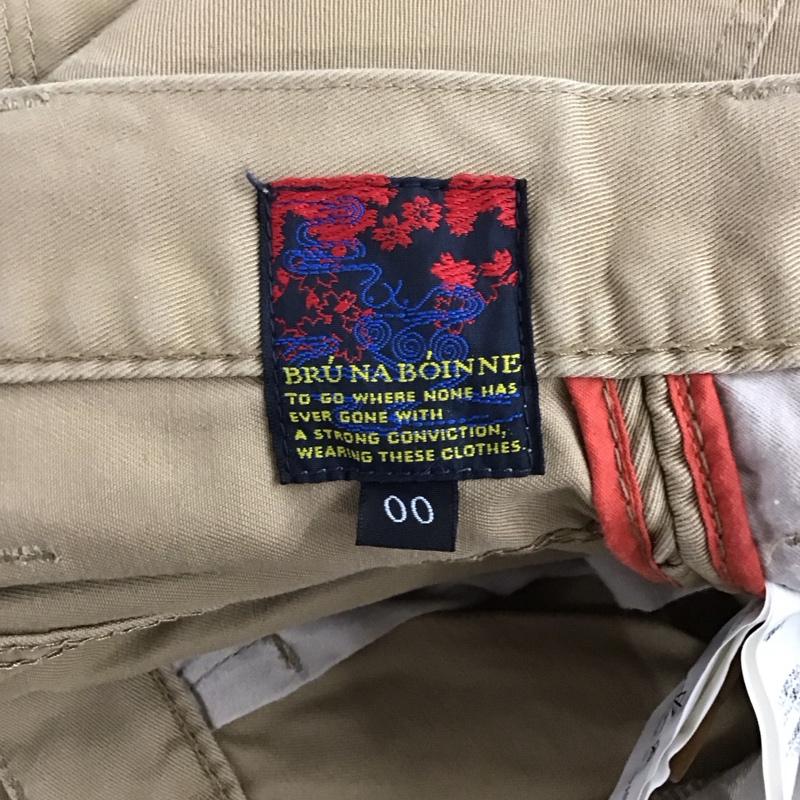 BRÚ NA BÓINNE
TO GO WHERE NONE HAS
EVER GONE WITH
A STRONG CONVICTION,
WEARING THESE CLOTHES.
00